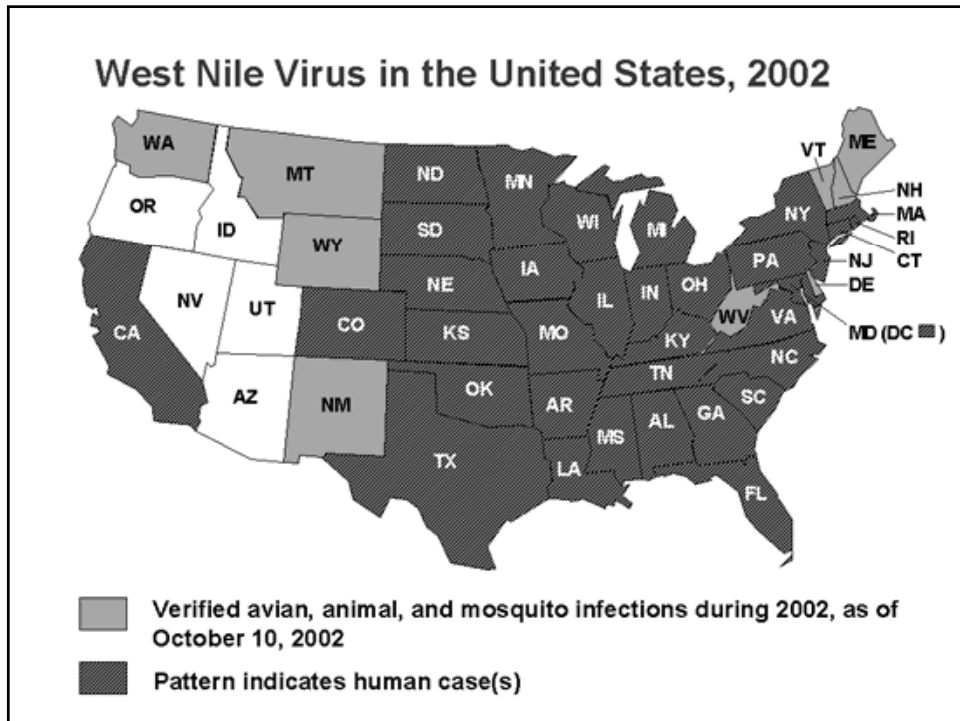 West Nile Virus in the United States, 2002
WA
MT
ND
MN
VT
ME
OR
ID
WY
SD
WI
MI
NY
NH
MA
RI
CT
NV
UT
CO
NE
IA
IL
IN
OH
PA
NJ
DE
WV
VA
MD (DC )
CA
KS
MO
KY
NC
AZ
NM
OK
AR
TN
SC
TX
LA
MS
AL
GA
FL
Verified avian, animal, and mosquito infections during 2002, as of
October 10, 2002
Pattern indicates human case(s)